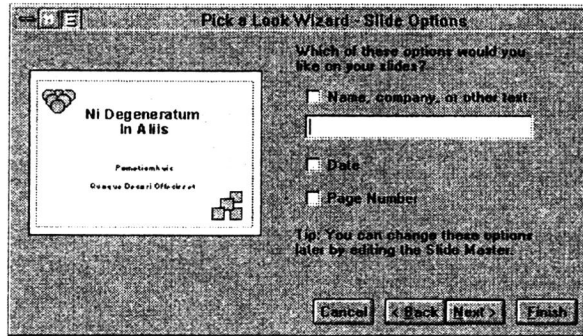 Pick a Look Wizard - Slide Options
Which of these options would you
like on your slides?
Name, company, or other text:
Date
Page Number
Tip: You can change these options
later by editing the Slide Master.
Ni Degeneratum
In Aliis
Cancel
< Back
Next >
Finish